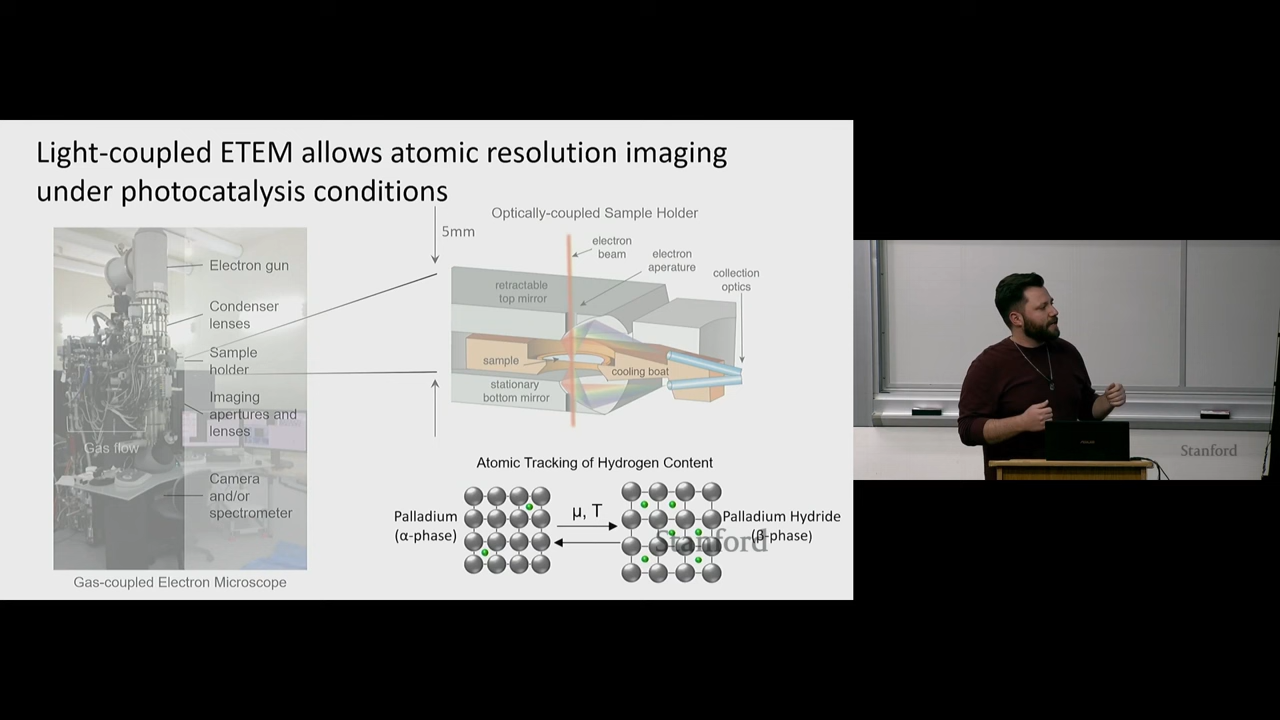 Light-coupled ETEM allows atomic resolution imaging
under photocatalysis conditions
Electron gun
Condenser
lenses
Sample
holder
Imaging
apertures and
lenses
Gas flow
Camera
and/or
spectrometer
Gas-coupled Electron Microscope
5mm
Optically-coupled Sample Holder
electron
beam
electron
aperature
collection
optics
retractable
top mirror
sample
cooling boat
stationary
bottom mirror
Atomic Tracking of Hydrogen Content
Palladium
(α-phase)
μ, T
Palladium Hydride
(β-phase)
Stanford
Stanford